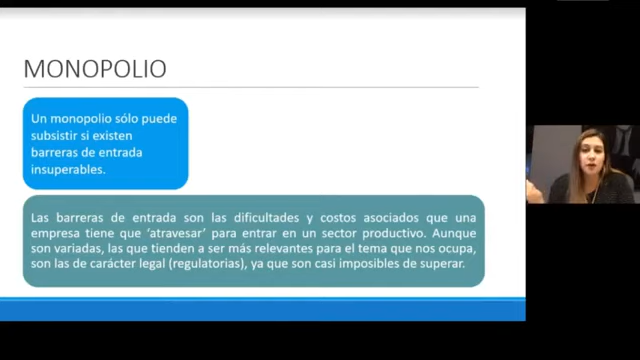 MONOPOLIO
Un monopolio sólo puede
subsistir si existen
barreras de entrada
insuperables.
Las barreras de entrada son las dificultades y costos asociados que una
empresa tiene que ‘atravesar’ para entrar en un sector productivo. Aunque
son variadas, las que tienden a ser más relevantes para el tema que nos ocupa,
son las de carácter legal (regulatorias), ya que son casi imposibles de superar.